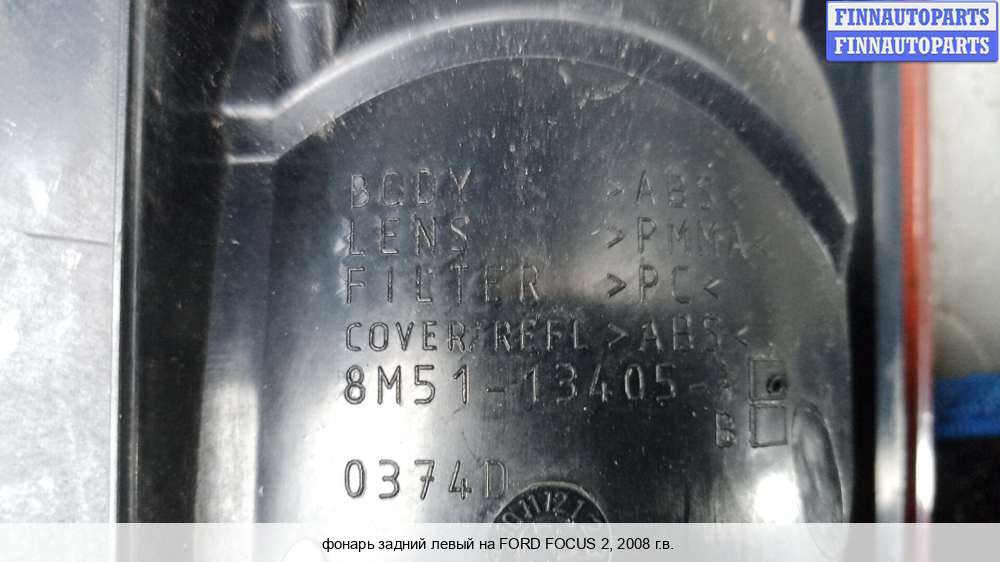 FINNAUTOPARTS
FINNAUTOPARTS
BODY >ABS<
LENS >PMMA<
FILTER >PC<
COVER/REFL >ABS<
8M51-13405-
B
0374D
фонарь задний левый на FORD FOCUS 2, 2008 г.в.